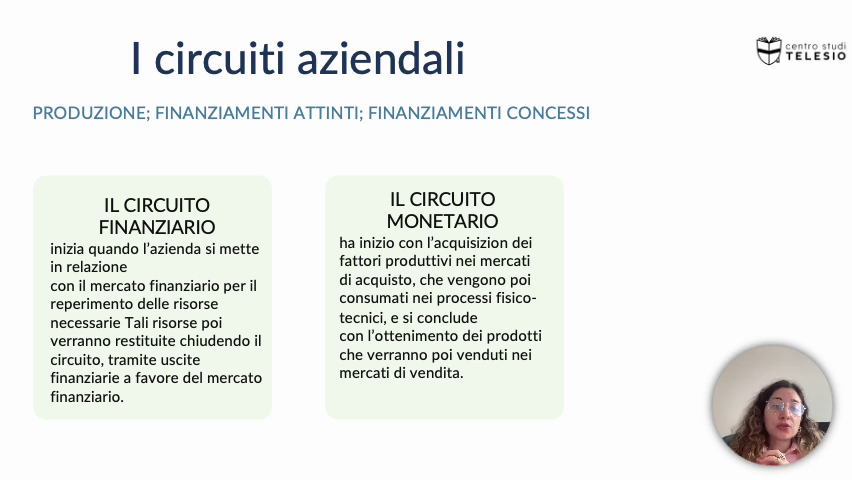 I circuiti aziendali
centro studi
TELESIO
PRODUZIONE; FINANZIAMENTI ATTINTI; FINANZIAMENTI CONCESSI
IL CIRCUITO
FINANZIARIO
inizia quando l'azienda si mette
in relazione
con il mercato finanziario per il
reperimento delle risorse
necessarie Tali risorse poi
verranno restituite chiudendo il
circuito, tramite uscite
finanziarie a favore del mercato
finanziario.
IL CIRCUITO
MONETARIO
ha inizio con l'acquisizion dei
fattori produttivi nei mercati
di acquisto, che vengono poi
consumati nei processi fisico-
tecnici, e si conclude
con l'ottenimento dei prodotti
che verranno poi venduti nei
mercati di vendita.